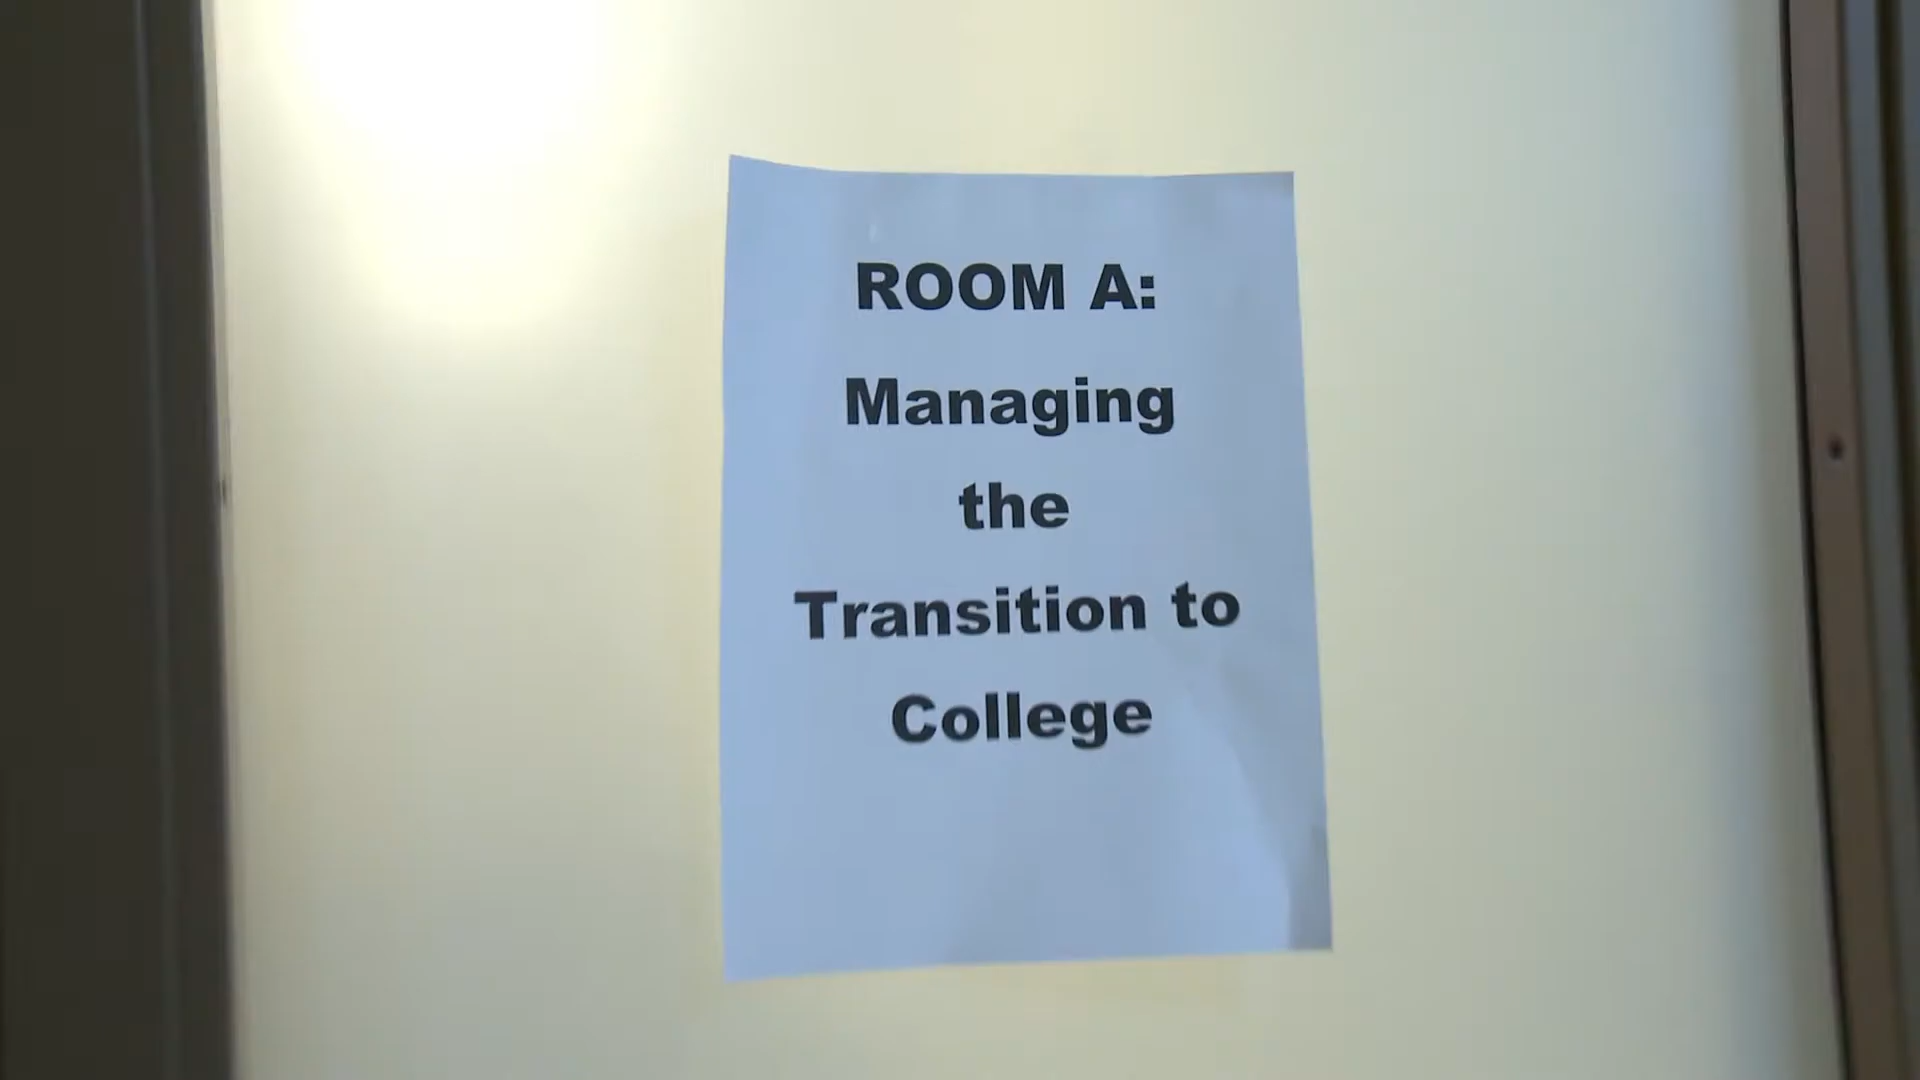 ROOM A:
Managing
the
Transition to
College